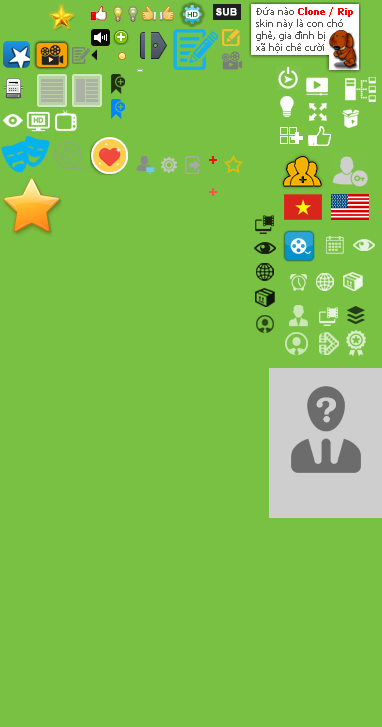 HD
SUB
Đứa nào Clone / Rip
skin này là con chó
ghẻ, gia đình bị
xã hội chê cười
HD